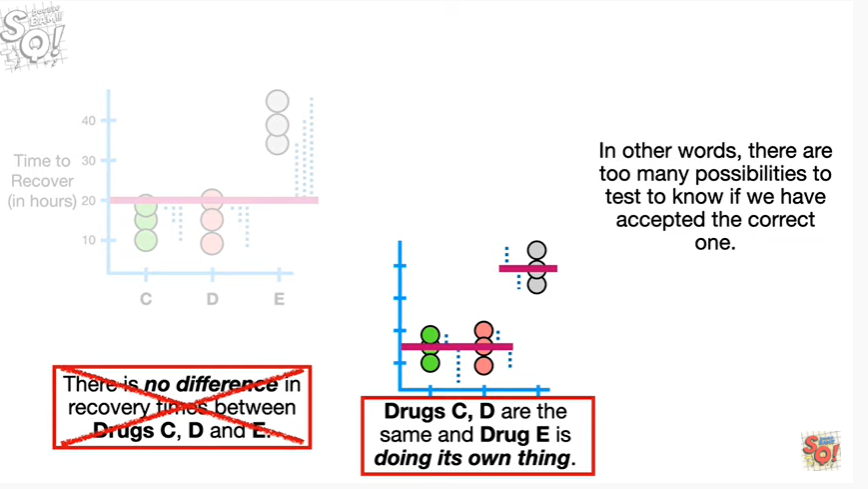 SQ!
40
Time to 30
Recover
(in hours) 20
10
C D E
There is no difference in
recovery times between
Drugs C, D and E.
Drugs C, D are the
same and Drug E is
doing its own thing.
In other words, there are
too many possibilities to
test to know if we have
accepted the correct
one.
SQ!